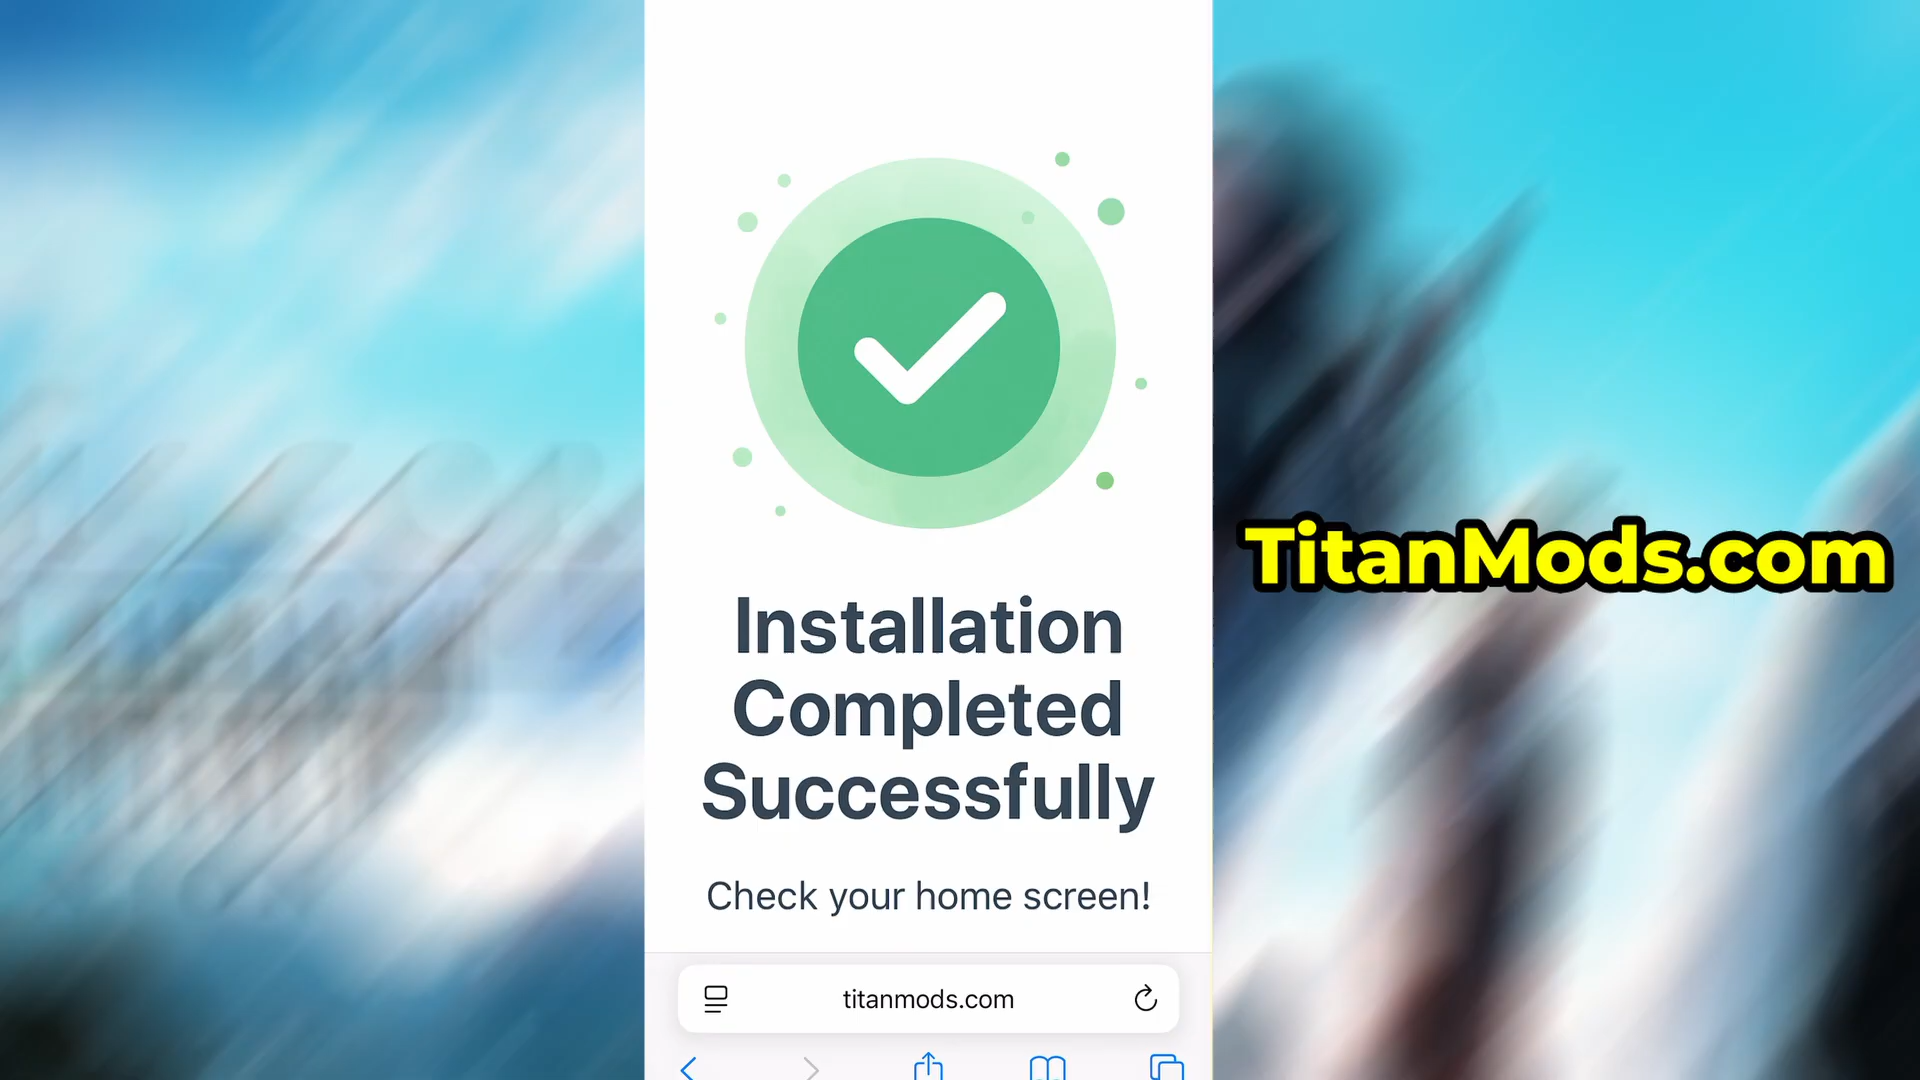 Installation
Completed
Successfully
Check your home screen!
titanmods.com
TitanMods.com